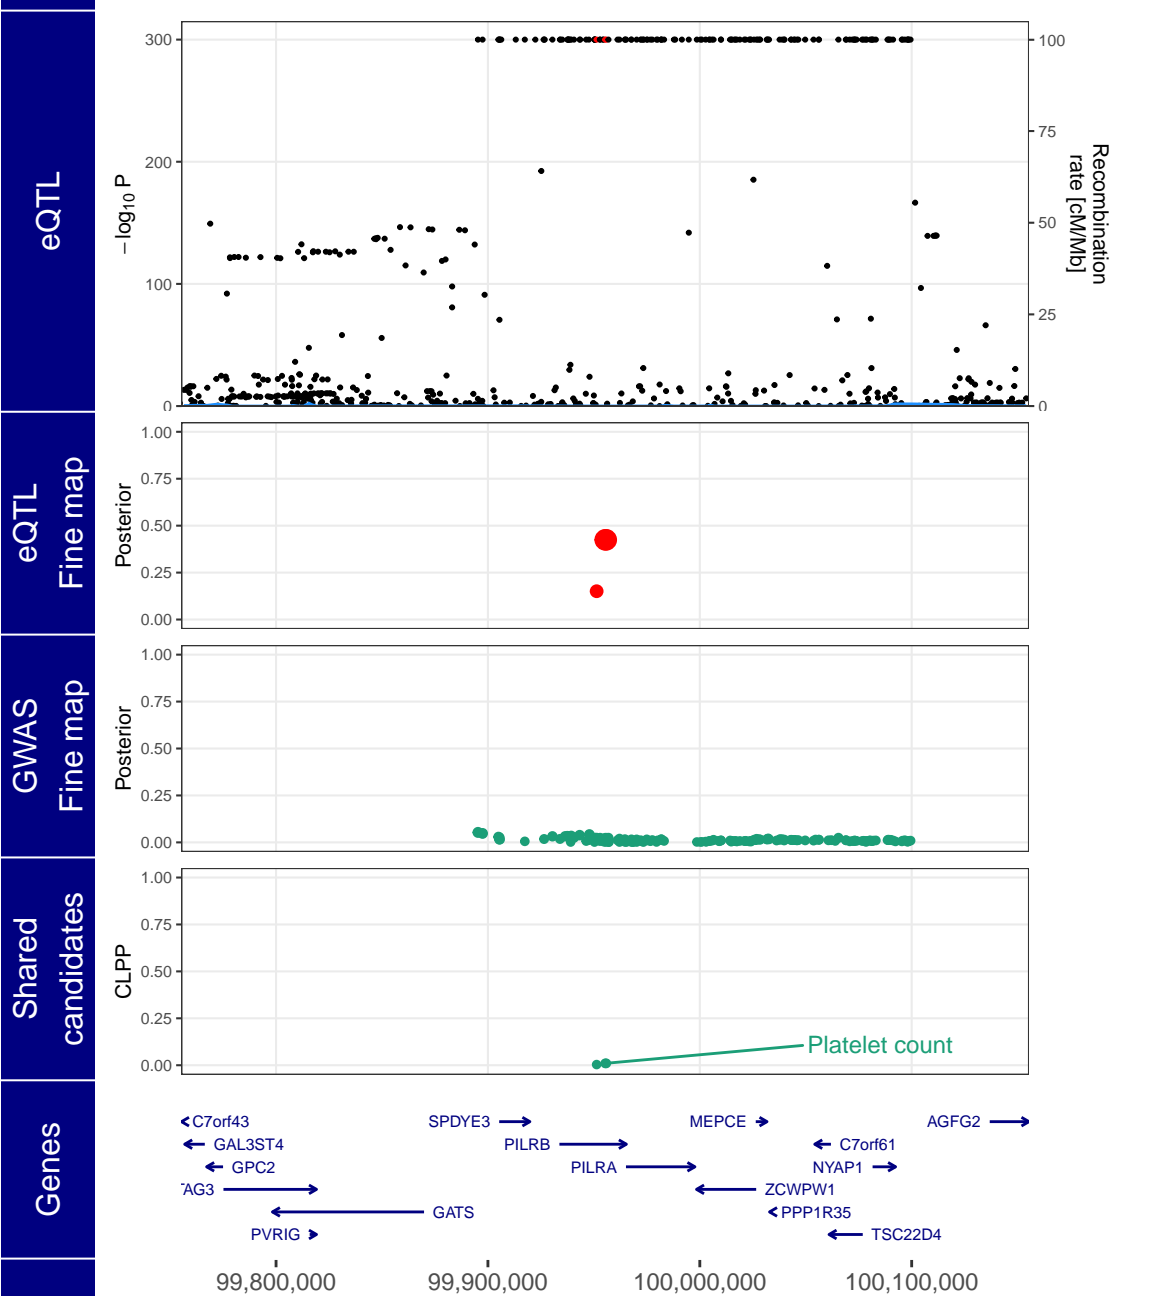 eQTL
−log10 P
300
200
100
0
100
75
50
25
0
Recombination
rate [cM/Mb]
eQTL
Fine map
Posterior
1.00
0.75
0.50
0.25
0.00
GWAS
Fine map
Posterior
1.00
0.75
0.50
0.25
0.00
Shared
candidates
CLPP
1.00
0.75
0.50
0.25
0.00
Platelet count
Genes
C7orf43 SPDYE3 MEPCE AGFG2
GAL3ST4 PILRB C7orf61
GPC2 PILRA NYAP1
AG3 ZCWPW1
GATS PPP1R35
PVRIG TSC22D4
99,800,000 99,900,000 100,000,000 100,100,000